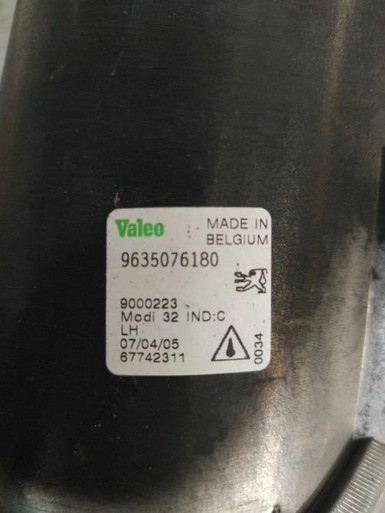 Valeo MADE IN
BELGIUM
9635076180
9000223
Modi 32 IND:C
LH
07/04/05
67742311
0034